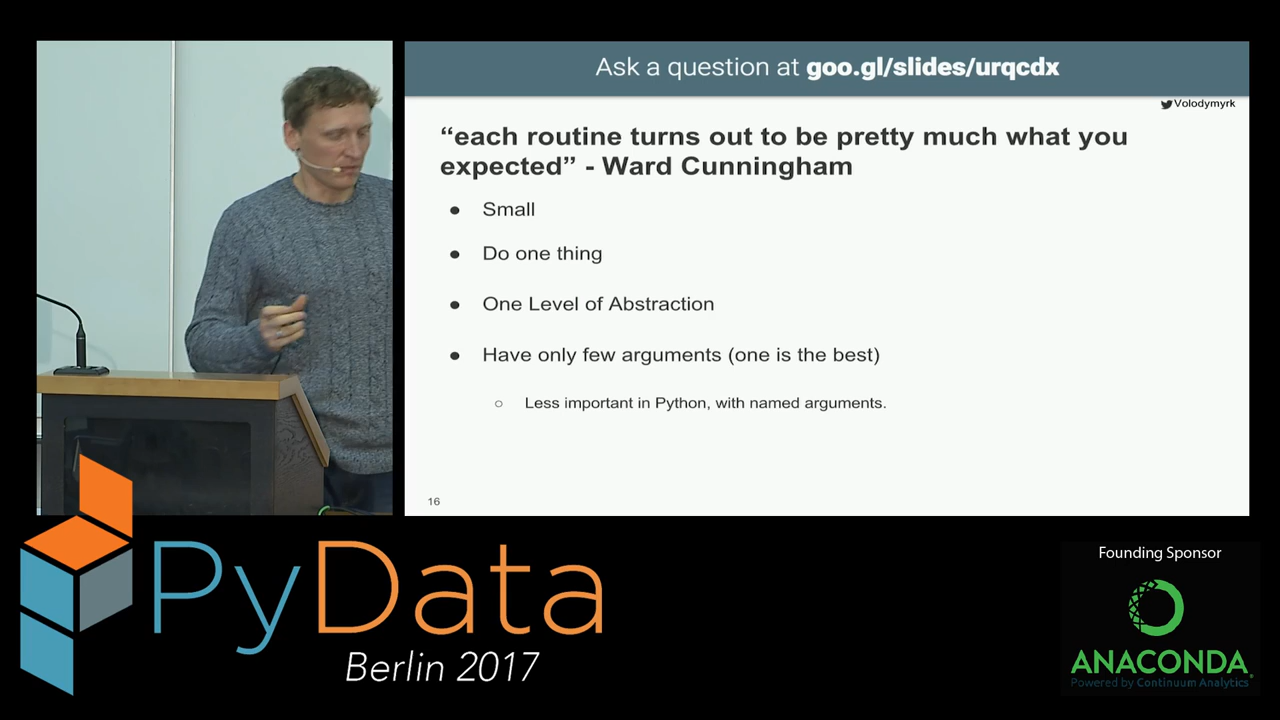 Ask a question at goo.gl/slides/urqcdx
Volodymyrk
“each routine turns out to be pretty much what you
expected” - Ward Cunningham
● Small
● Do one thing
● One Level of Abstraction
● Have only few arguments (one is the best)
○ Less important in Python, with named arguments.
16
PyData
Berlin 2017
Founding Sponsor
ANACONDA
Powered by Continuum Analytics